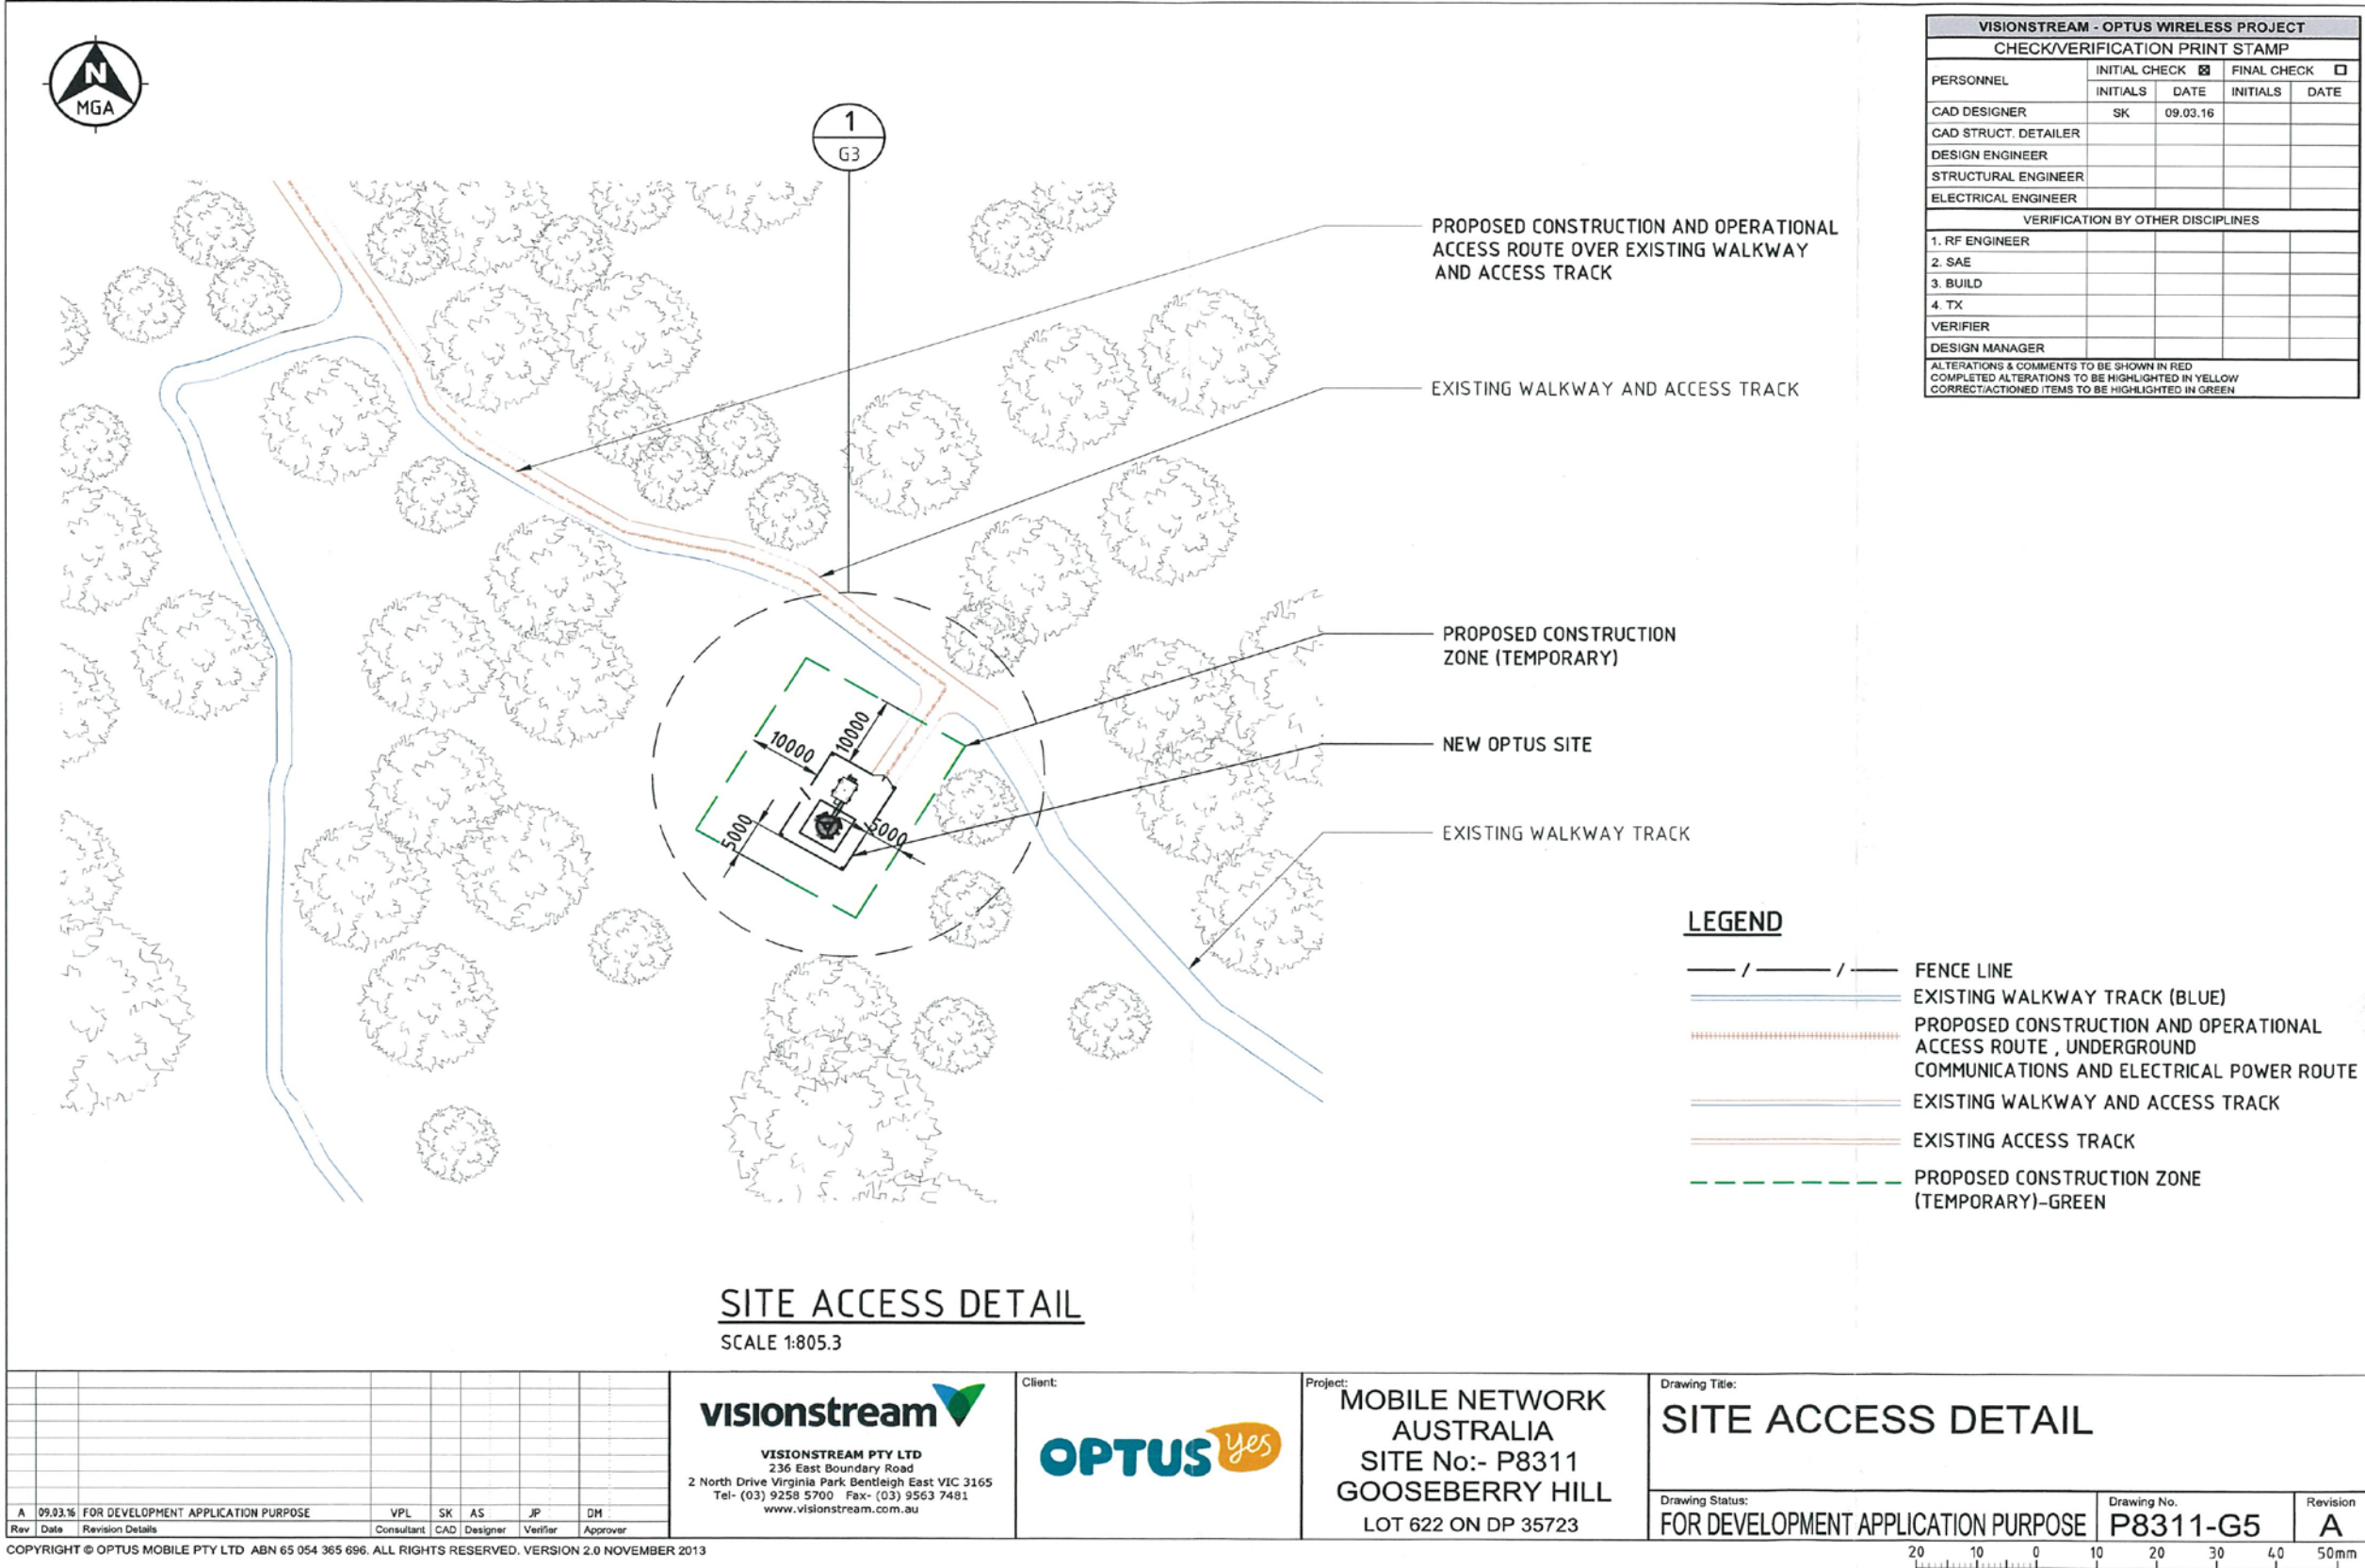 N
MGA
1
G3
VISIONSTREAM - OPTUS WIRELESS PROJECT
CHECK/VERIFICATION PRINT STAMP
PERSONNEL
INITIAL CHECK ☒ FINAL CHECK ☐
INITIALS DATE INITIALS DATE
CAD DESIGNER SK 09.03.16
CAD STRUCT. DETAILER
DESIGN ENGINEER
STRUCTURAL ENGINEER
ELECTRICAL ENGINEER
VERIFICATION BY OTHER DISCIPLINES
1. RF ENGINEER
2. SAE
3. BUILD
4. TX
VERIFIER
DESIGN MANAGER
ALTERATIONS & COMMENTS TO BE SHOWN IN RED
COMPLETED ALTERATIONS TO BE HIGHLIGHTED IN YELLOW
CORRECT/ACTIONED ITEMS TO BE HIGHLIGHTED IN GREEN
PROPOSED CONSTRUCTION AND OPERATIONAL
ACCESS ROUTE OVER EXISTING WALKWAY
AND ACCESS TRACK
EXISTING WALKWAY AND ACCESS TRACK
PROPOSED CONSTRUCTION
ZONE (TEMPORARY)
NEW OPTUS SITE
EXISTING WALKWAY TRACK
10000
10000
5000
5000
LEGEND
FENCE LINE
EXISTING WALKWAY TRACK (BLUE)
PROPOSED CONSTRUCTION AND OPERATIONAL
ACCESS ROUTE , UNDERGROUND
COMMUNICATIONS AND ELECTRICAL POWER ROUTE
EXISTING WALKWAY AND ACCESS TRACK
EXISTING ACCESS TRACK
PROPOSED CONSTRUCTION ZONE
(TEMPORARY)-GREEN
SITE ACCESS DETAIL
SCALE 1:805.3
A 09.03.16 FOR DEVELOPMENT APPLICATION PURPOSE VPL SK AS JP DM
Rev Date Revision Details Consultant CAD Designer Verifier Approver
visionstream
VISIONSTREAM PTY LTD
236 East Boundary Road
2 North Drive Virginia Park Bentleigh East VIC 3165
Tel- (03) 9258 5700 Fax- (03) 9563 7481
www.visionstream.com.au
Client:
OPTUS yes
Project:
MOBILE NETWORK
AUSTRALIA
SITE No:- P8311
GOOSEBERRY HILL
LOT 622 ON DP 35723
Drawing Title:
SITE ACCESS DETAIL
Drawing Status:
FOR DEVELOPMENT APPLICATION PURPOSE
Drawing No.
P8311-G5
Revision
A
COPYRIGHT © OPTUS MOBILE PTY LTD ABN 65 054 365 696. ALL RIGHTS RESERVED. VERSION 2.0 NOVEMBER 2013
20 10 0 10 20 30 40 50mm